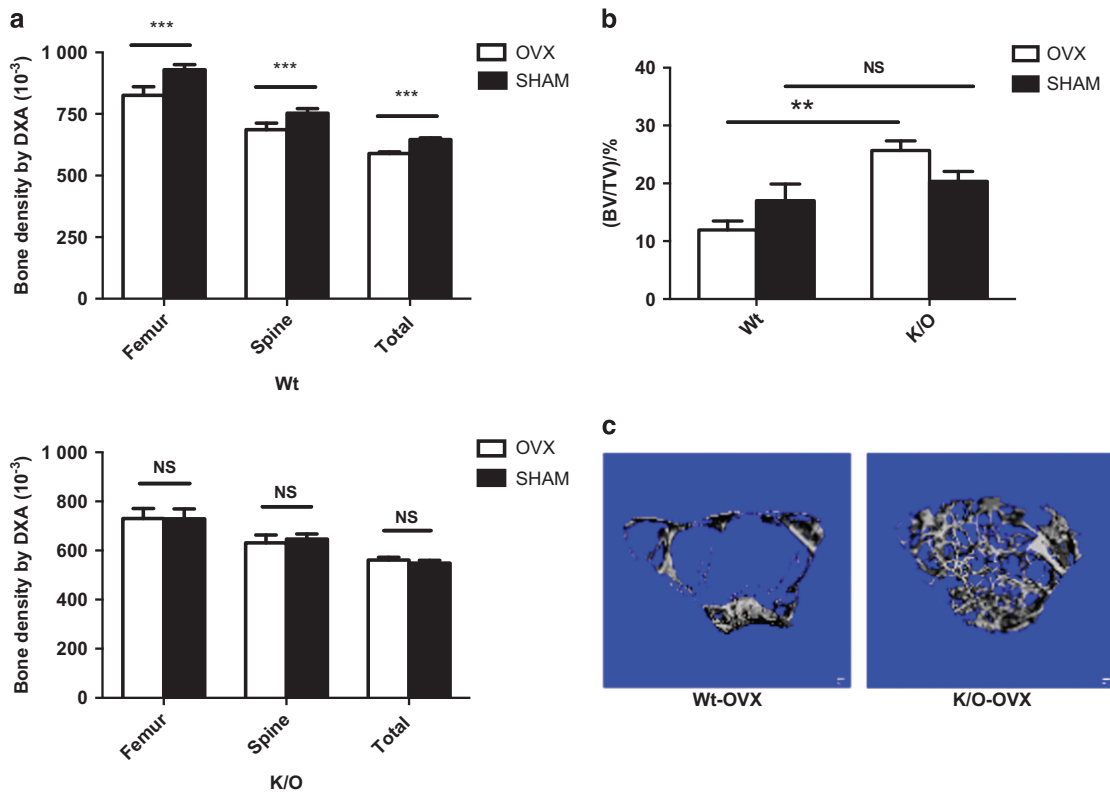 a
Bone density by DXA (10⁻³)
1 000
750
500
250
0
***
***
***
OVX
SHAM
Femur
Spine
Total
Wt
b
(BV/TV)/%
40
30
20
10
0
NS
**
OVX
SHAM
Wt
K/O
Bone density by DXA (10⁻³)
1 000
800
600
400
200
0
NS
NS
NS
OVX
SHAM
Femur
Spine
Total
K/O
c
Wt-OVX
K/O-OVX